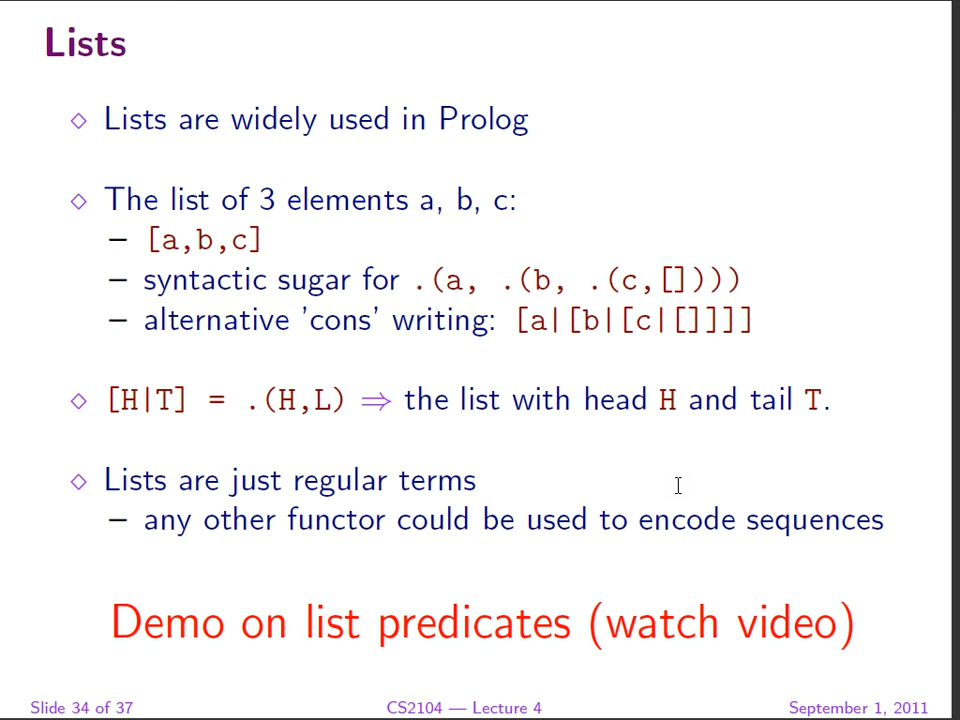 Lists
◇ Lists are widely used in Prolog
◇ The list of 3 elements a, b, c:
– [a,b,c]
– syntactic sugar for .(a, .(b, .(c,[])))
– alternative 'cons' writing: [a|[b|[c|[]]]]
◇ [H|T] = .(H,L) ⇒ the list with head H and tail T.
◇ Lists are just regular terms
– any other functor could be used to encode sequences
Demo on list predicates (watch video)
Slide 34 of 37 CS2104 — Lecture 4 September 1, 2011